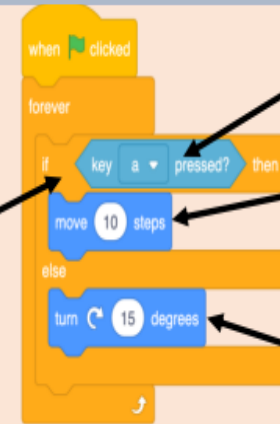 when clicked
forever
if key a pressed? then
move 10 steps
else
turn 15 degrees